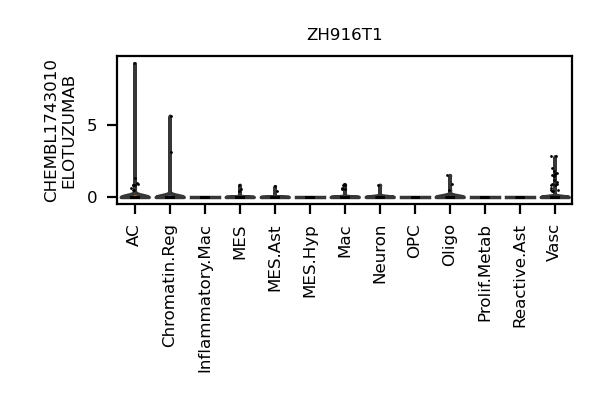 ZH916T1
CHEMBL1743010
ELOTUZUMAB
5
0
AC
Chromatin.Reg
Inflammatory.Mac
MES
MES.Ast
MES.Hyp
Mac
Neuron
OPC
Oligo
Prolif.Metab
Reactive.Ast
Vasc